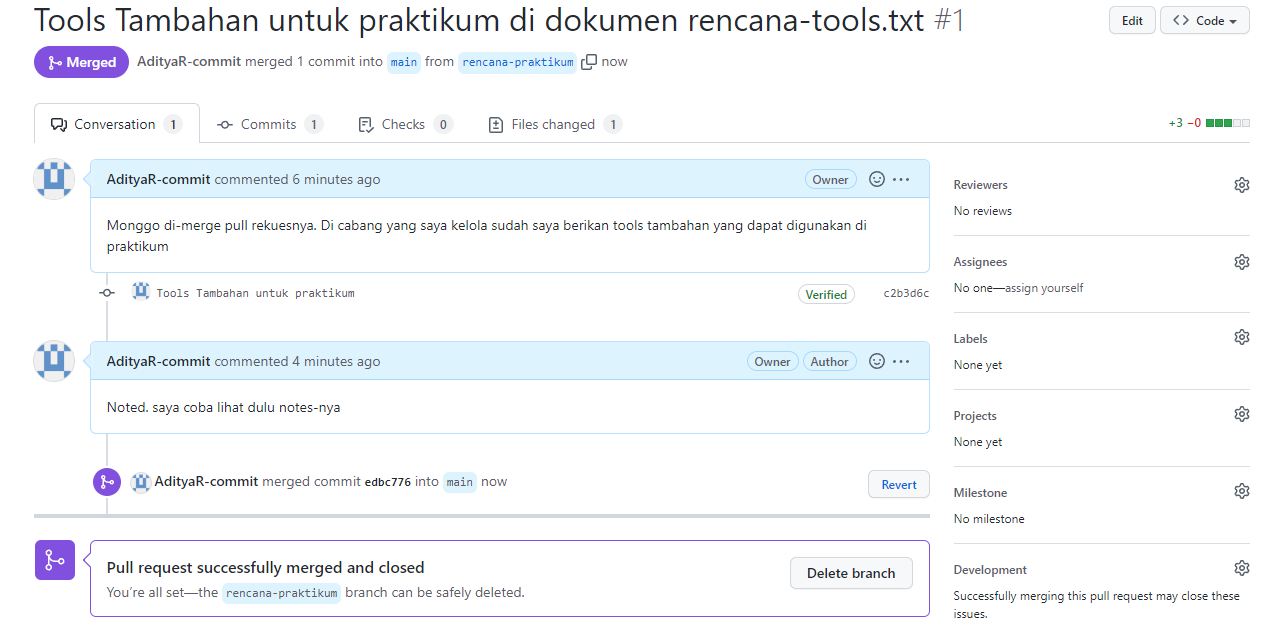 Tools Tambahan untuk praktikum di dokumen rencana-tools.txt #1
Edit
Code
Merged AdityaR-commit merged 1 commit into main from rencana-praktikum now
Conversation 1 Commits 1 Checks 0 Files changed 1
+3 −0
AdityaR-commit commented 6 minutes ago
Owner
Monggo di-merge pull rekuesnya. Di cabang yang saya kelola sudah saya berikan tools tambahan yang dapat digunakan di
praktikum
Tools Tambahan untuk praktikum
Verified c2b3d6c
AdityaR-commit commented 4 minutes ago
Owner Author
Noted. saya coba lihat dulu notes-nya
AdityaR-commit merged commit edbc776 into main now
Revert
Pull request successfully merged and closed
You’re all set—the rencana-praktikum branch can be safely deleted.
Delete branch
Reviewers
No reviews
Assignees
No one—assign yourself
Labels
None yet
Projects
None yet
Milestone
No milestone
Development
Successfully merging this pull request may close these
issues.